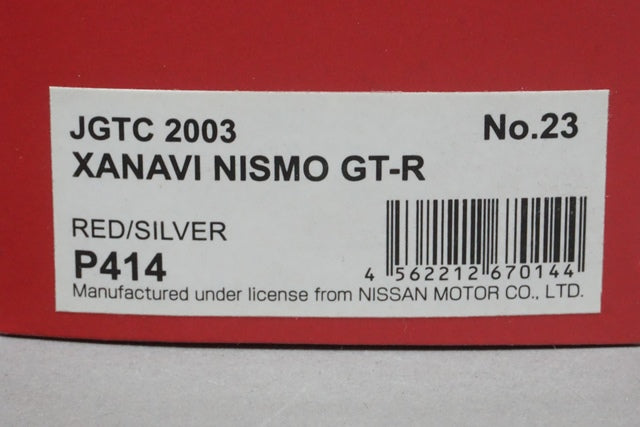 JGTC 2003 No.23
XANAVI NISMO GT-R
RED/SILVER
P414
4 562212 670144
Manufactured under license from NISSAN MOTOR CO., LTD.